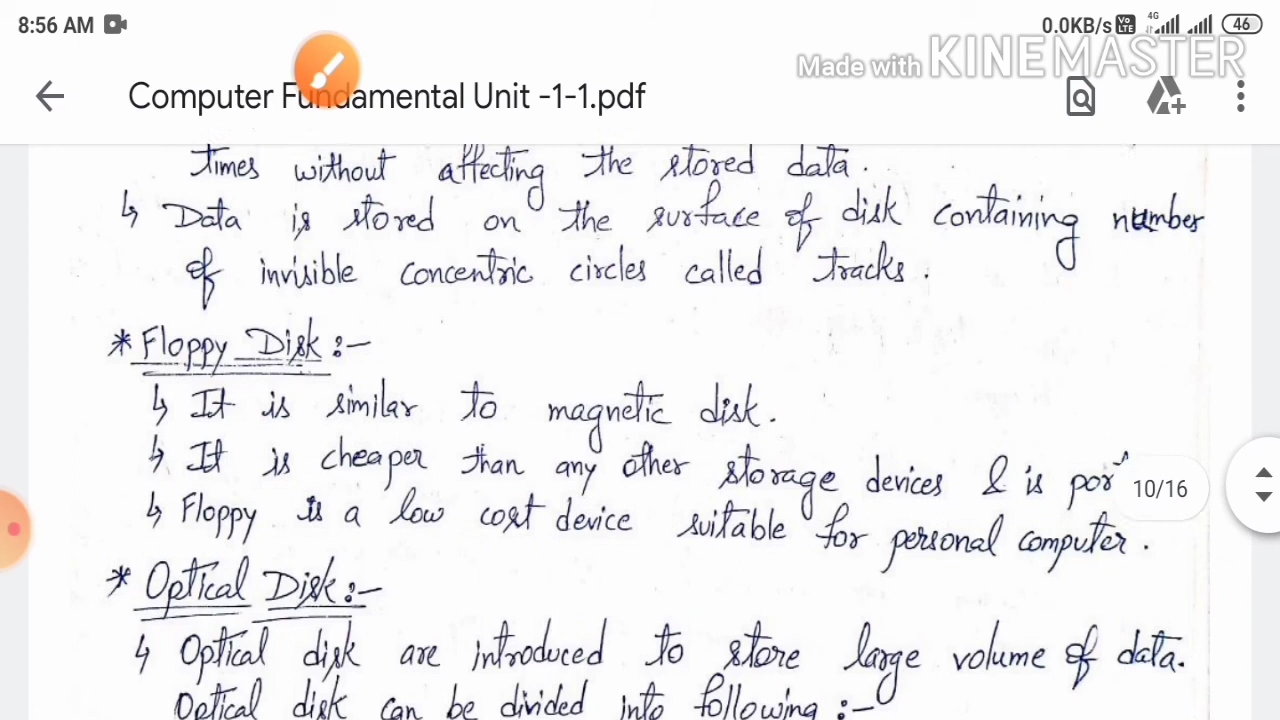 8:56 AM
0.0KB/s Vo LTE 4G 46
Made with KINEMASTER
Computer Fundamental Unit -1-1.pdf
times without affecting the stored data.
↳ Data is stored on the surface of disk containing number
of invisible concentric circles called tracks.
* Floppy Disk :-
↳ It is similar to magnetic disk.
↳ It is cheaper than any other storage devices & is
10/16
↳ Floppy is a low cost device suitable for personal computer.
* Optical Disk :-
↳ Optical disk are introduced to store large volume of data.
Optical disk can be divided into following :-